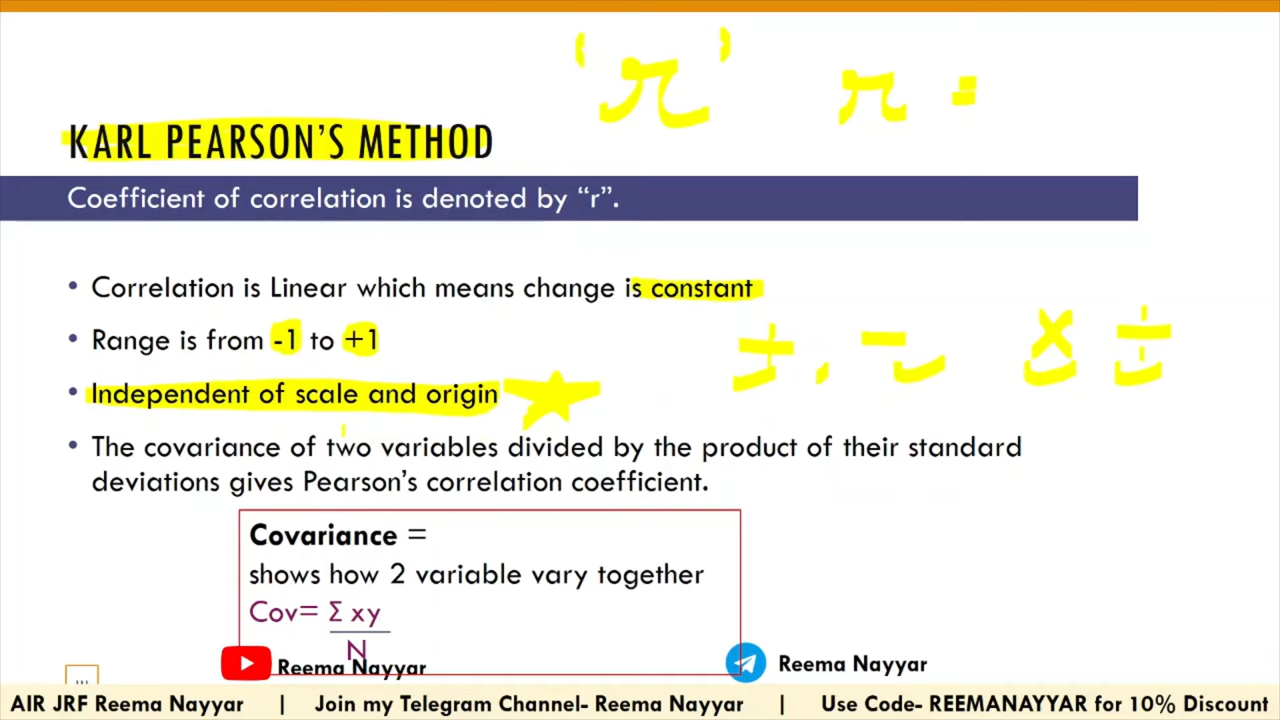 ‘r’ r =
KARL PEARSON’S METHOD
Coefficient of correlation is denoted by “r”.
• Correlation is Linear which means change is constant
• Range is from -1 to +1
+, - × ÷
• Independent of scale and origin
• The covariance of two variables divided by the product of their standard
deviations gives Pearson’s correlation coefficient.
Covariance =
shows how 2 variable vary together
Cov= Σ xy
N
Reema Nayyar
Reema Nayyar
AIR JRF Reema Nayyar | Join my Telegram Channel- Reema Nayyar | Use Code- REEMANAYYAR for 10% Discount